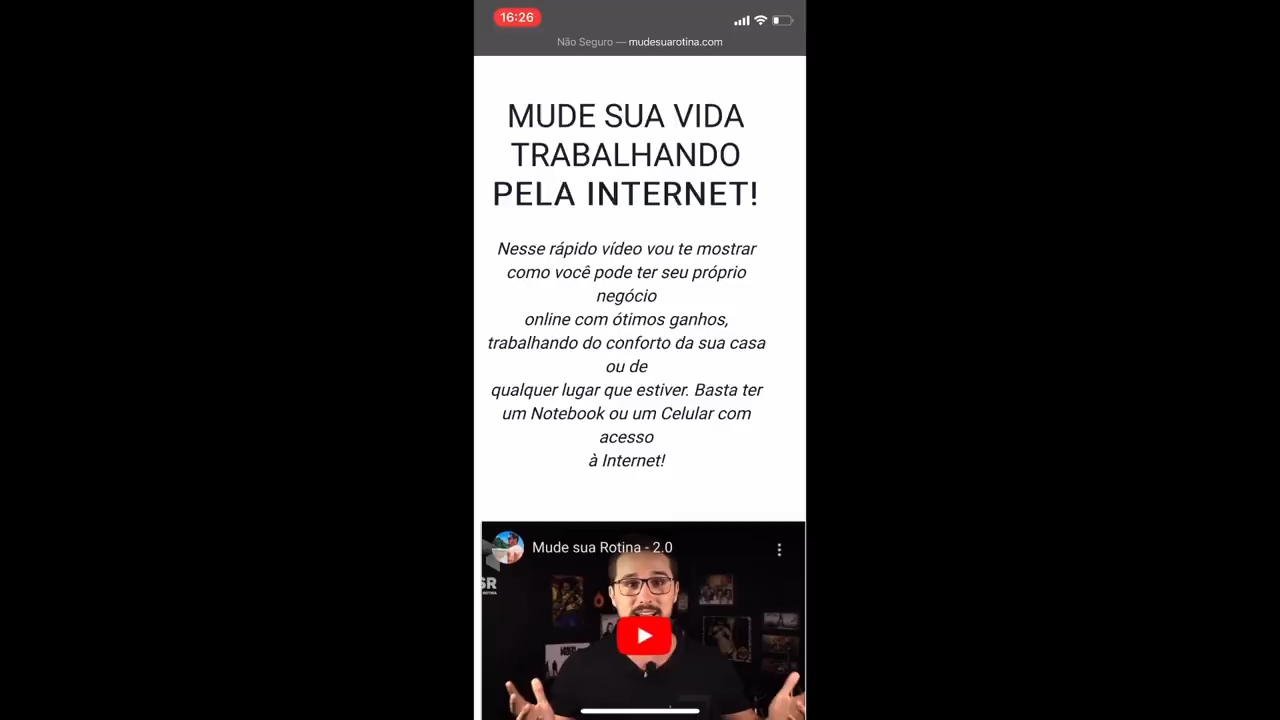 16:26
Não Seguro — mudesuarotina.com
MUDE SUA VIDA
TRABALHANDO
PELA INTERNET!
Nesse rápido vídeo vou te mostrar
como você pode ter seu próprio
negócio
online com ótimos ganhos,
trabalhando do conforto da sua casa
ou de
qualquer lugar que estiver. Basta ter
um Notebook ou um Celular com
acesso
à Internet!
Mude sua Rotina - 2.0
SR